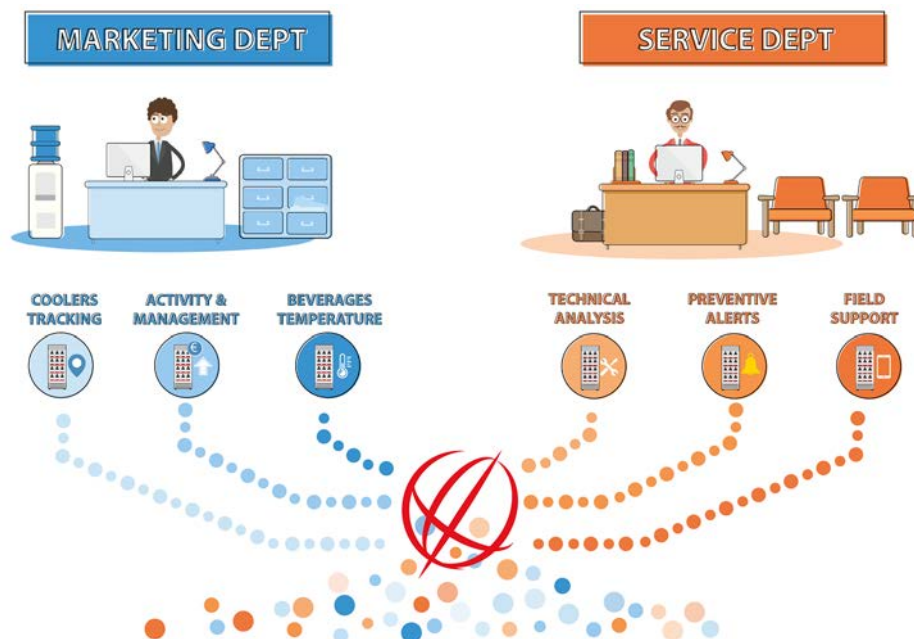 MARKETING DEPT
SERVICE DEPT
COOLERS
TRACKING
ACTIVITY &
MANAGEMENT
BEVERAGES
TEMPERATURE
TECHNICAL
ANALYSIS
PREVENTIVE
ALERTS
FIELD
SUPPORT
€